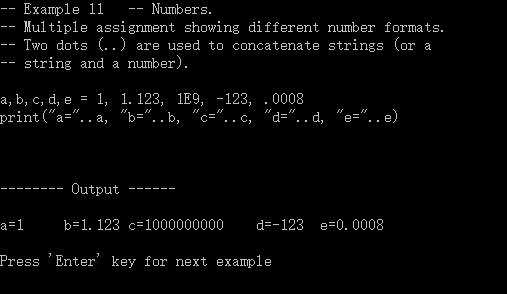 -- Example 11   -- Numbers.
-- Multiple assignment showing different number formats.
-- Two dots (..) are used to concatenate strings (or a
-- string and a number).
a,b,c,d,e = 1, 1.123, 1E9, -123, .0008
print("a="..a, "b="..b, "c="..c, "d="..d, "e="..e)
-------- Output ------
a=1     b=1.123 c=1000000000    d=-123  e=0.0008
Press 'Enter' key for next example